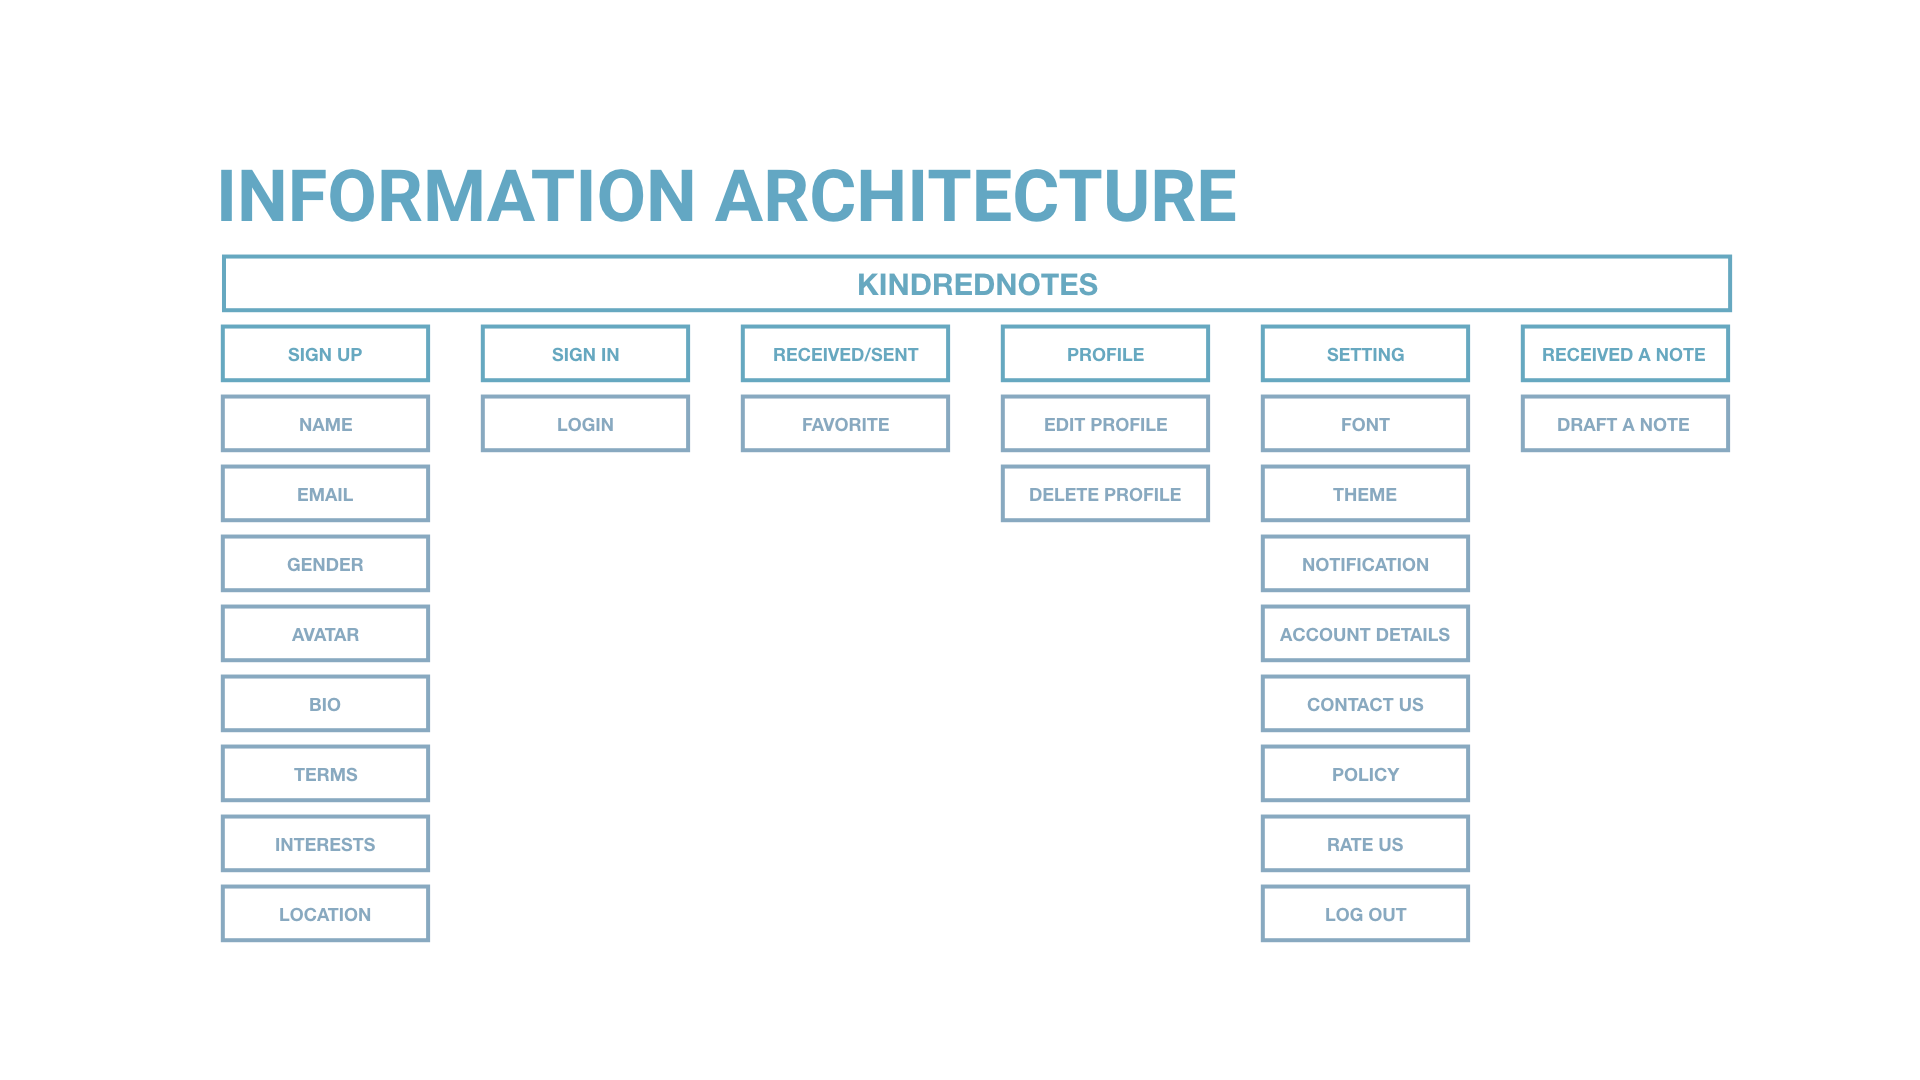 INFORMATION ARCHITECTURE
KINDREDNOTES
SIGN UP
NAME
EMAIL
GENDER
AVATAR
BIO
TERMS
INTERESTS
LOCATION
SIGN IN
LOGIN
RECEIVED/SENT
FAVORITE
PROFILE
EDIT PROFILE
DELETE PROFILE
SETTING
FONT
THEME
NOTIFICATION
ACCOUNT DETAILS
CONTACT US
POLICY
RATE US
LOG OUT
RECEIVED A NOTE
DRAFT A NOTE